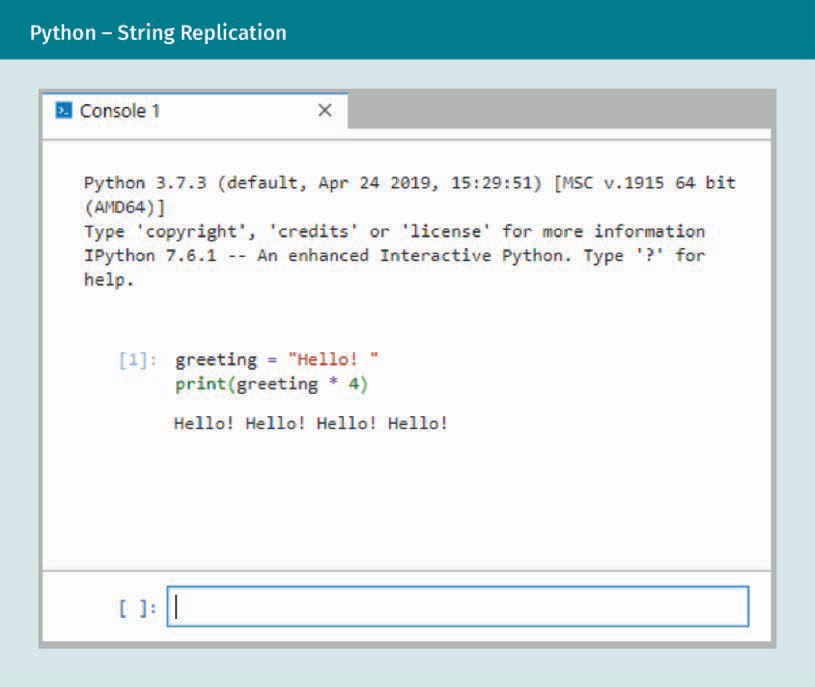 Python – String Replication
Console 1
Python 3.7.3 (default, Apr 24 2019, 15:29:51) [MSC v.1915 64 bit
(AMD64)]
Type 'copyright', 'credits' or 'license' for more information
IPython 7.6.1 -- An enhanced Interactive Python. Type '?' for
help.
[1]: greeting = "Hello! "
print(greeting * 4)
Hello! Hello! Hello! Hello!
[ ]: